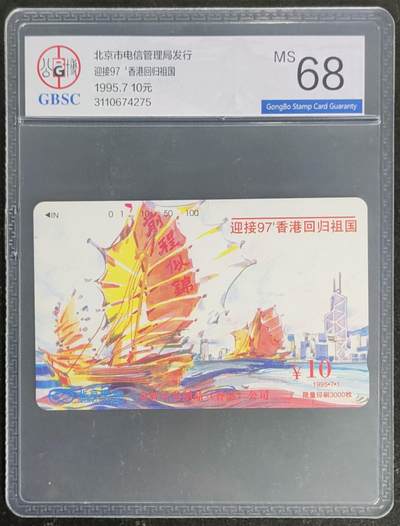 北京市电信管理局发行
迎接97‘香港回归祖国
1995.7 10元
3110674275
GBSC
MS
68
GongBo Stamp Card Guaranty
◀IN
0 1 10 50 100
迎接97'香港回归祖国
前程似锦
¥10
1995•7•1
限量印刷3000枚
公司